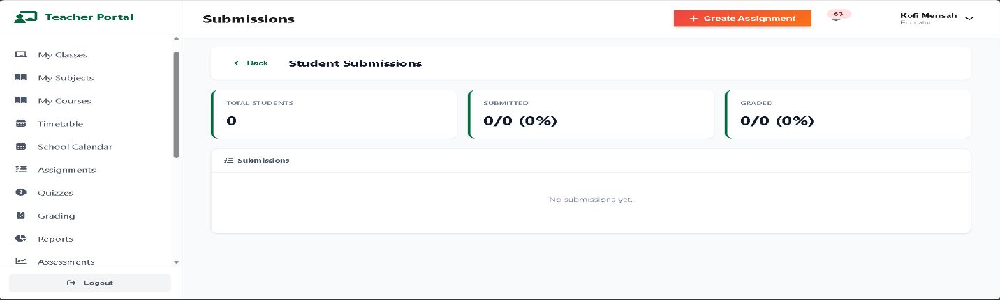 Teacher Portal
Submissions
+ Create Assignment
63
Kofi Mensah
Educator
My Classes
My Subjects
My Courses
Timetable
School Calendar
Assignments
Quizzes
Grading
Reports
Assessments
Logout
← Back
Student Submissions
TOTAL STUDENTS
0
SUBMITTED
0/0 (0%)
GRADED
0/0 (0%)
Submissions
No submissions yet.